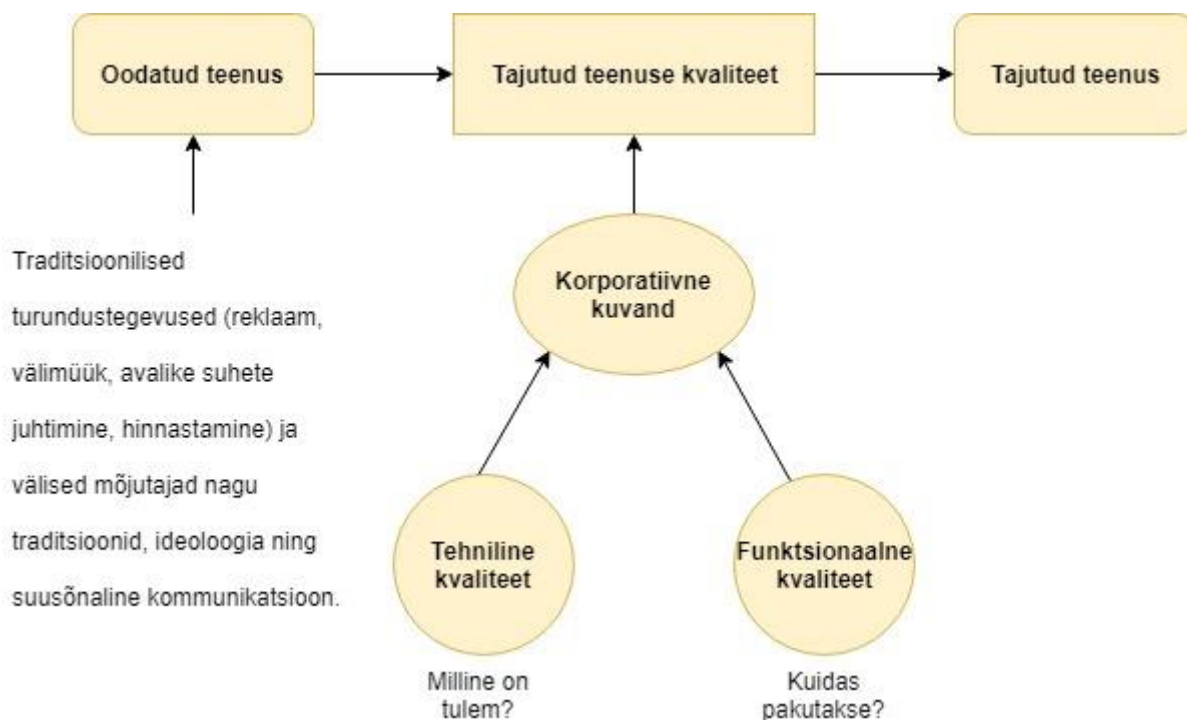 Oodatud teenus
Tajutud teenuse kvaliteet
Tajutud teenus
Traditsioonilised
turundustegevused (reklaam,
välimüük, avalike suhete
juhtimine, hinnastamine) ja
välised mõjutajad nagu
traditsioonid, ideoloogia ning
suusõnaline kommunikatsioon.
Korporatiivne
kuvand
Tehniline
kvaliteet
Funktsionaalne
kvaliteet
Milline on
tulem?
Kuidas
pakutakse?